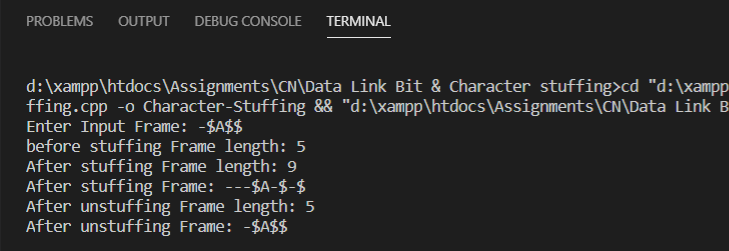 PROBLEMS OUTPUT DEBUG CONSOLE TERMINAL
d:\xampp\htdocs\Assignments\CN\Data Link Bit & Character stuffing>cd "d:\xampp
ffing.cpp -o Character-Stuffing && "d:\xampp\htdocs\Assignments\CN\Data Link B
Enter Input Frame: -$A$$
before stuffing Frame length: 5
After stuffing Frame length: 9
After stuffing Frame: ---$A-$-$
After unstuffing Frame length: 5
After unstuffing Frame: -$A$$